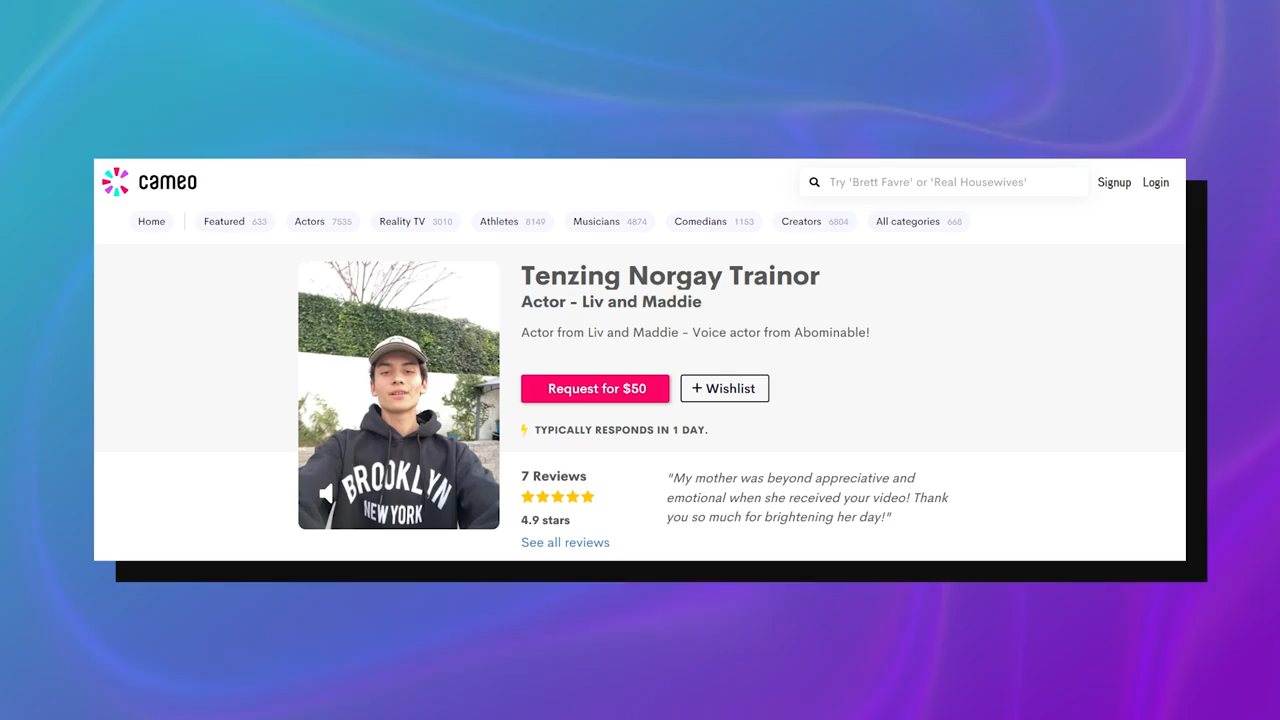 cameo
Try 'Brett Favre' or 'Real Housewives'
Signup Login
Home Featured 633 Actors 7535 Reality TV 3010 Athletes 8149 Musicians 4874 Comedians 1153 Creators 6804 All categories 668
Tenzing Norgay Trainor
Actor - Liv and Maddie
Actor from Liv and Maddie - Voice actor from Abominable!
Request for $50 + Wishlist
TYPICALLY RESPONDS IN 1 DAY.
BROOKLYN
NEW YORK
7 Reviews
4.9 stars
See all reviews
"My mother was beyond appreciative and
emotional when she received your video! Thank
you so much for brightening her day!"